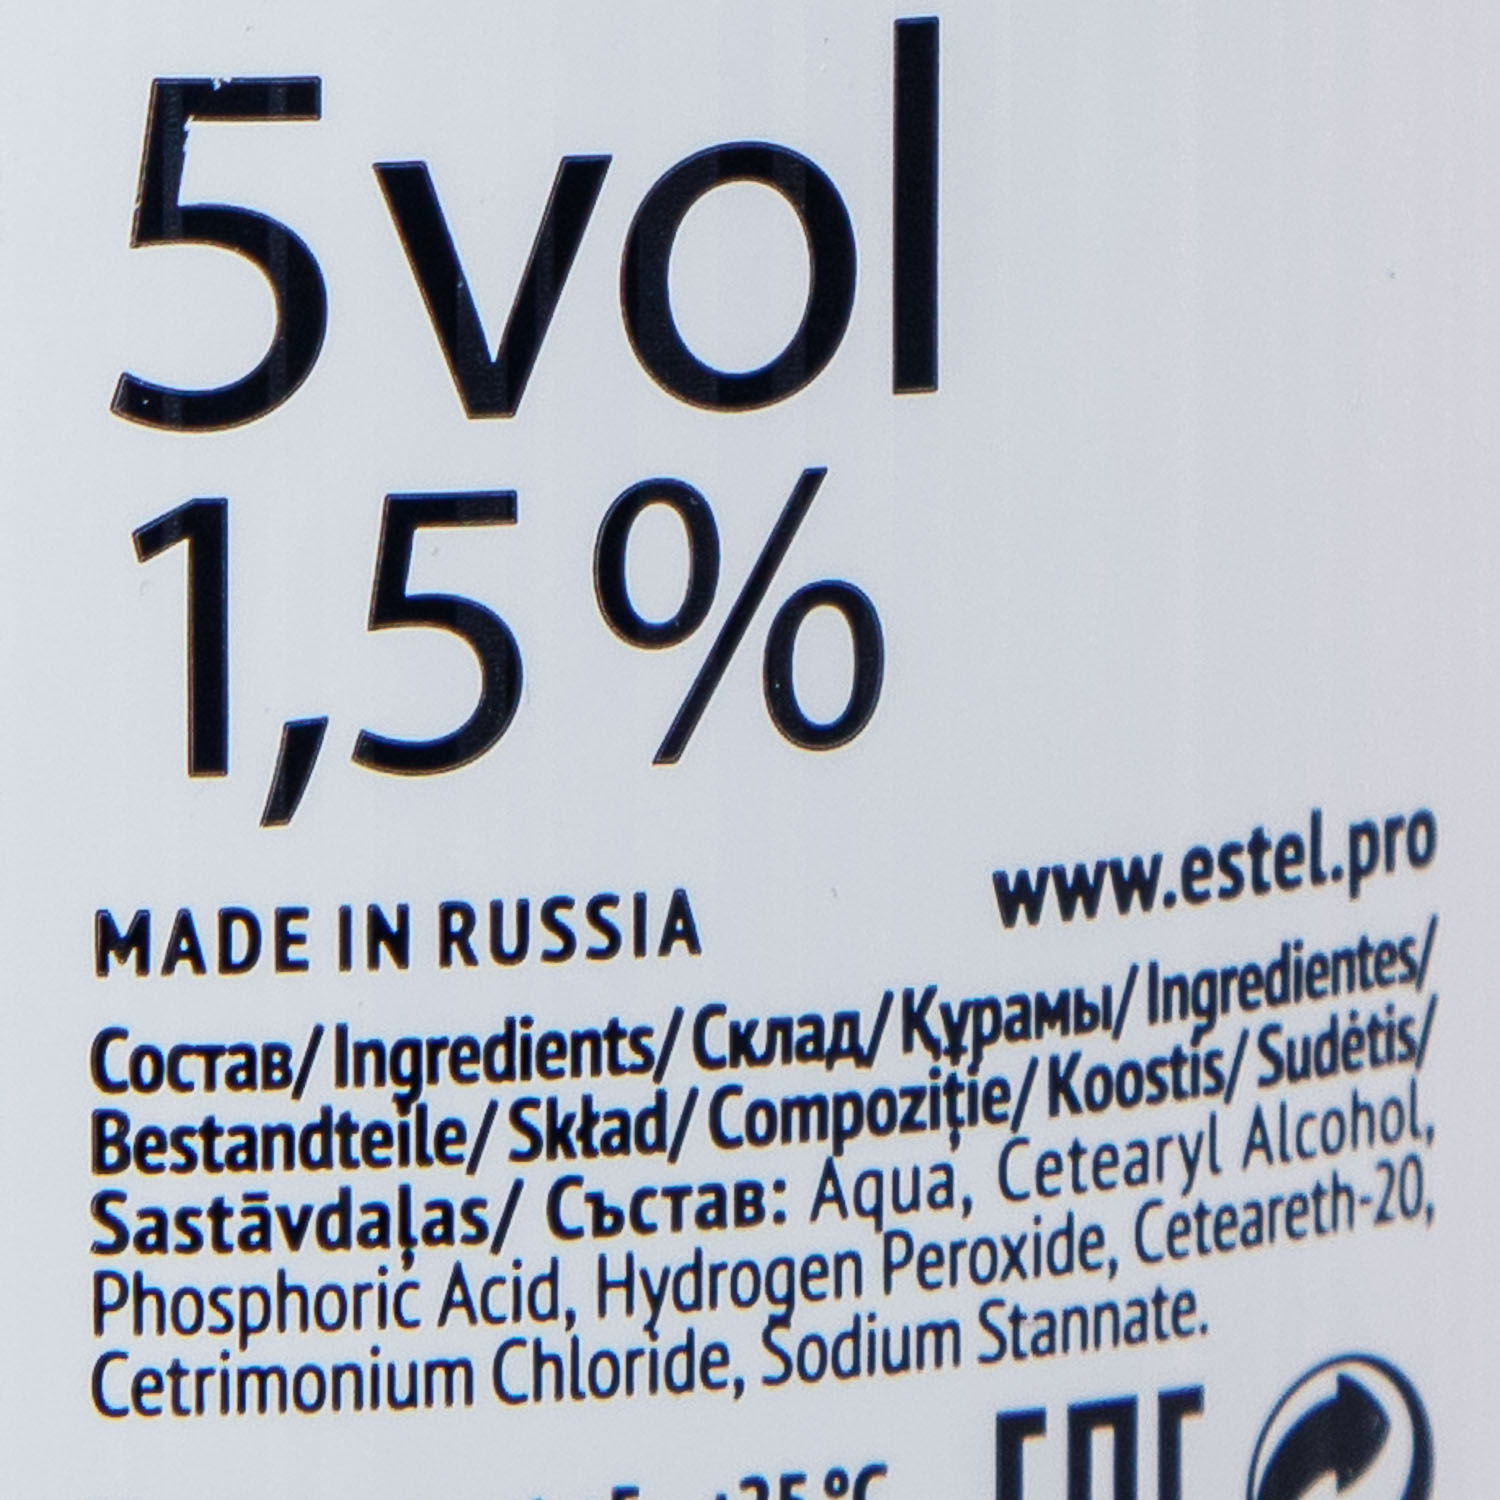 5vol
1,5%
www.estel.pro
MADE IN RUSSIA
Состав/Ingredients/Склад/Құрамы/Ingredientes/
Bestandteile/Skład/Compoziție/Koostis/Sudėtis/
Sastāvdaļas/ Състав: Aqua, Cetearyl Alcohol,
Phosphoric Acid, Hydrogen Peroxide, Ceteareth-20,
Cetrimonium Chloride, Sodium Stannate.